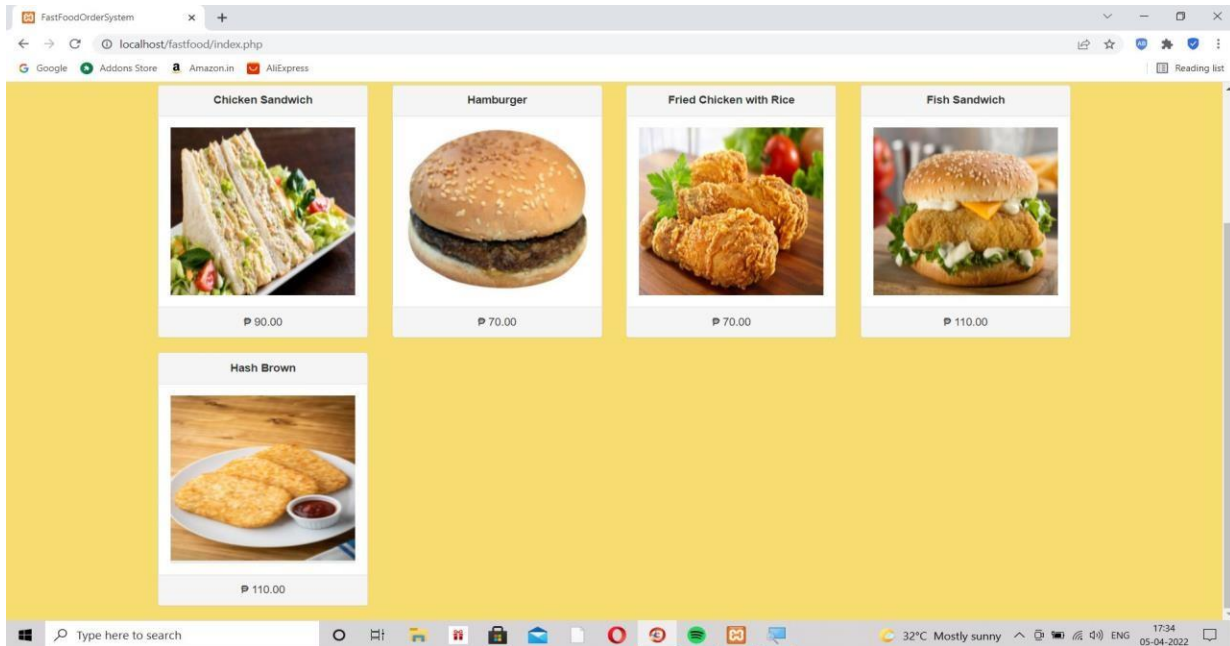 FastFoodOrderSystem
localhost/fastfood/index.php
Google Addons Store Amazon.in AliExpress Reading list
Chicken Sandwich Hamburger Fried Chicken with Rice Fish Sandwich
₱ 90.00 ₱ 70.00 ₱ 70.00 ₱ 110.00
Hash Brown
₱ 110.00
Type here to search 32°C Mostly sunny ENG 17:34
05-04-2022